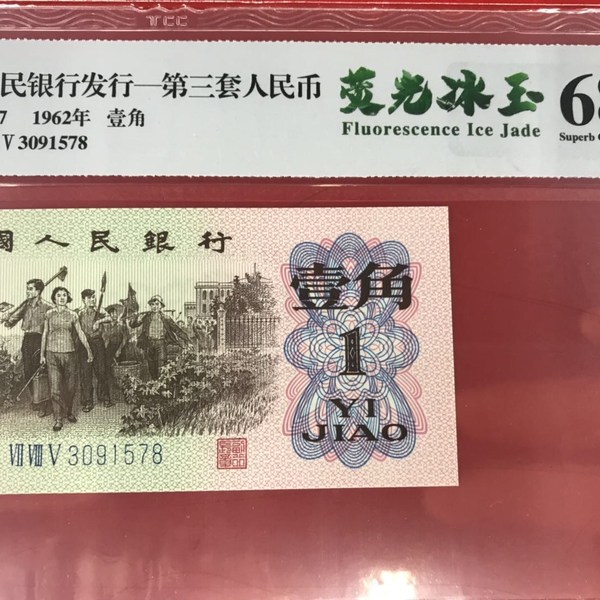 TCC
民银行发行—第三套人民币
7 1962年 壹角
V 3091578
荧光冰玉
Fluorescence Ice Jade
68
Superb
國人民銀行
壹角
1
YI
JIAO
VII VIII V 3091578